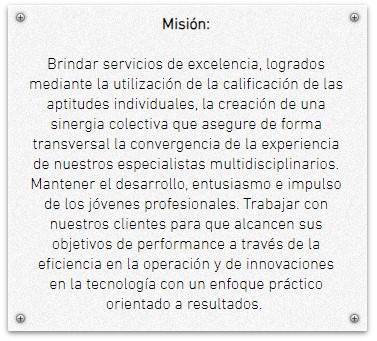 Misión:
Brindar servicios de excelencia, logrados
mediante la utilización de la calificación de las
aptitudes individuales, la creación de una
sinergia colectiva que asegure de forma
transversal la convergencia de la experiencia
de nuestros especialistas multidisciplinarios.
Mantener el desarrollo, entusiasmo e impulso
de los jóvenes profesionales. Trabajar con
nuestros clientes para que alcancen sus
objetivos de performance a través de la
eficiencia en la operación y de innovaciones
en la tecnología con un enfoque práctico
orientado a resultados.